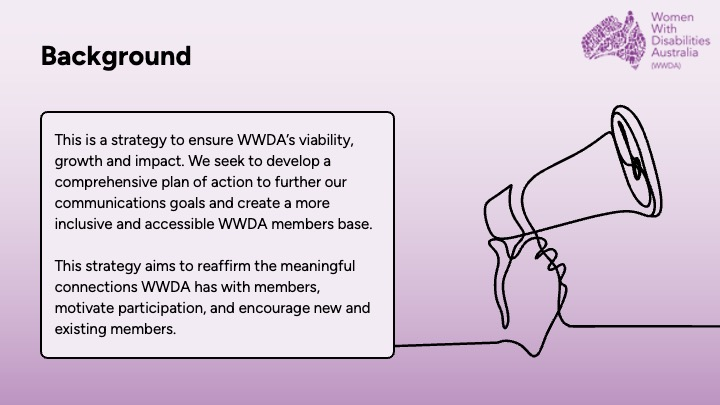 Women
With
Disabilities
Australia
(WWDA)
Background
This is a strategy to ensure WWDA’s viability,
growth and impact. We seek to develop a
comprehensive plan of action to further our
communications goals and create a more
inclusive and accessible WWDA members base.
This strategy aims to reaffirm the meaningful
connections WWDA has with members,
motivate participation, and encourage new and
existing members.